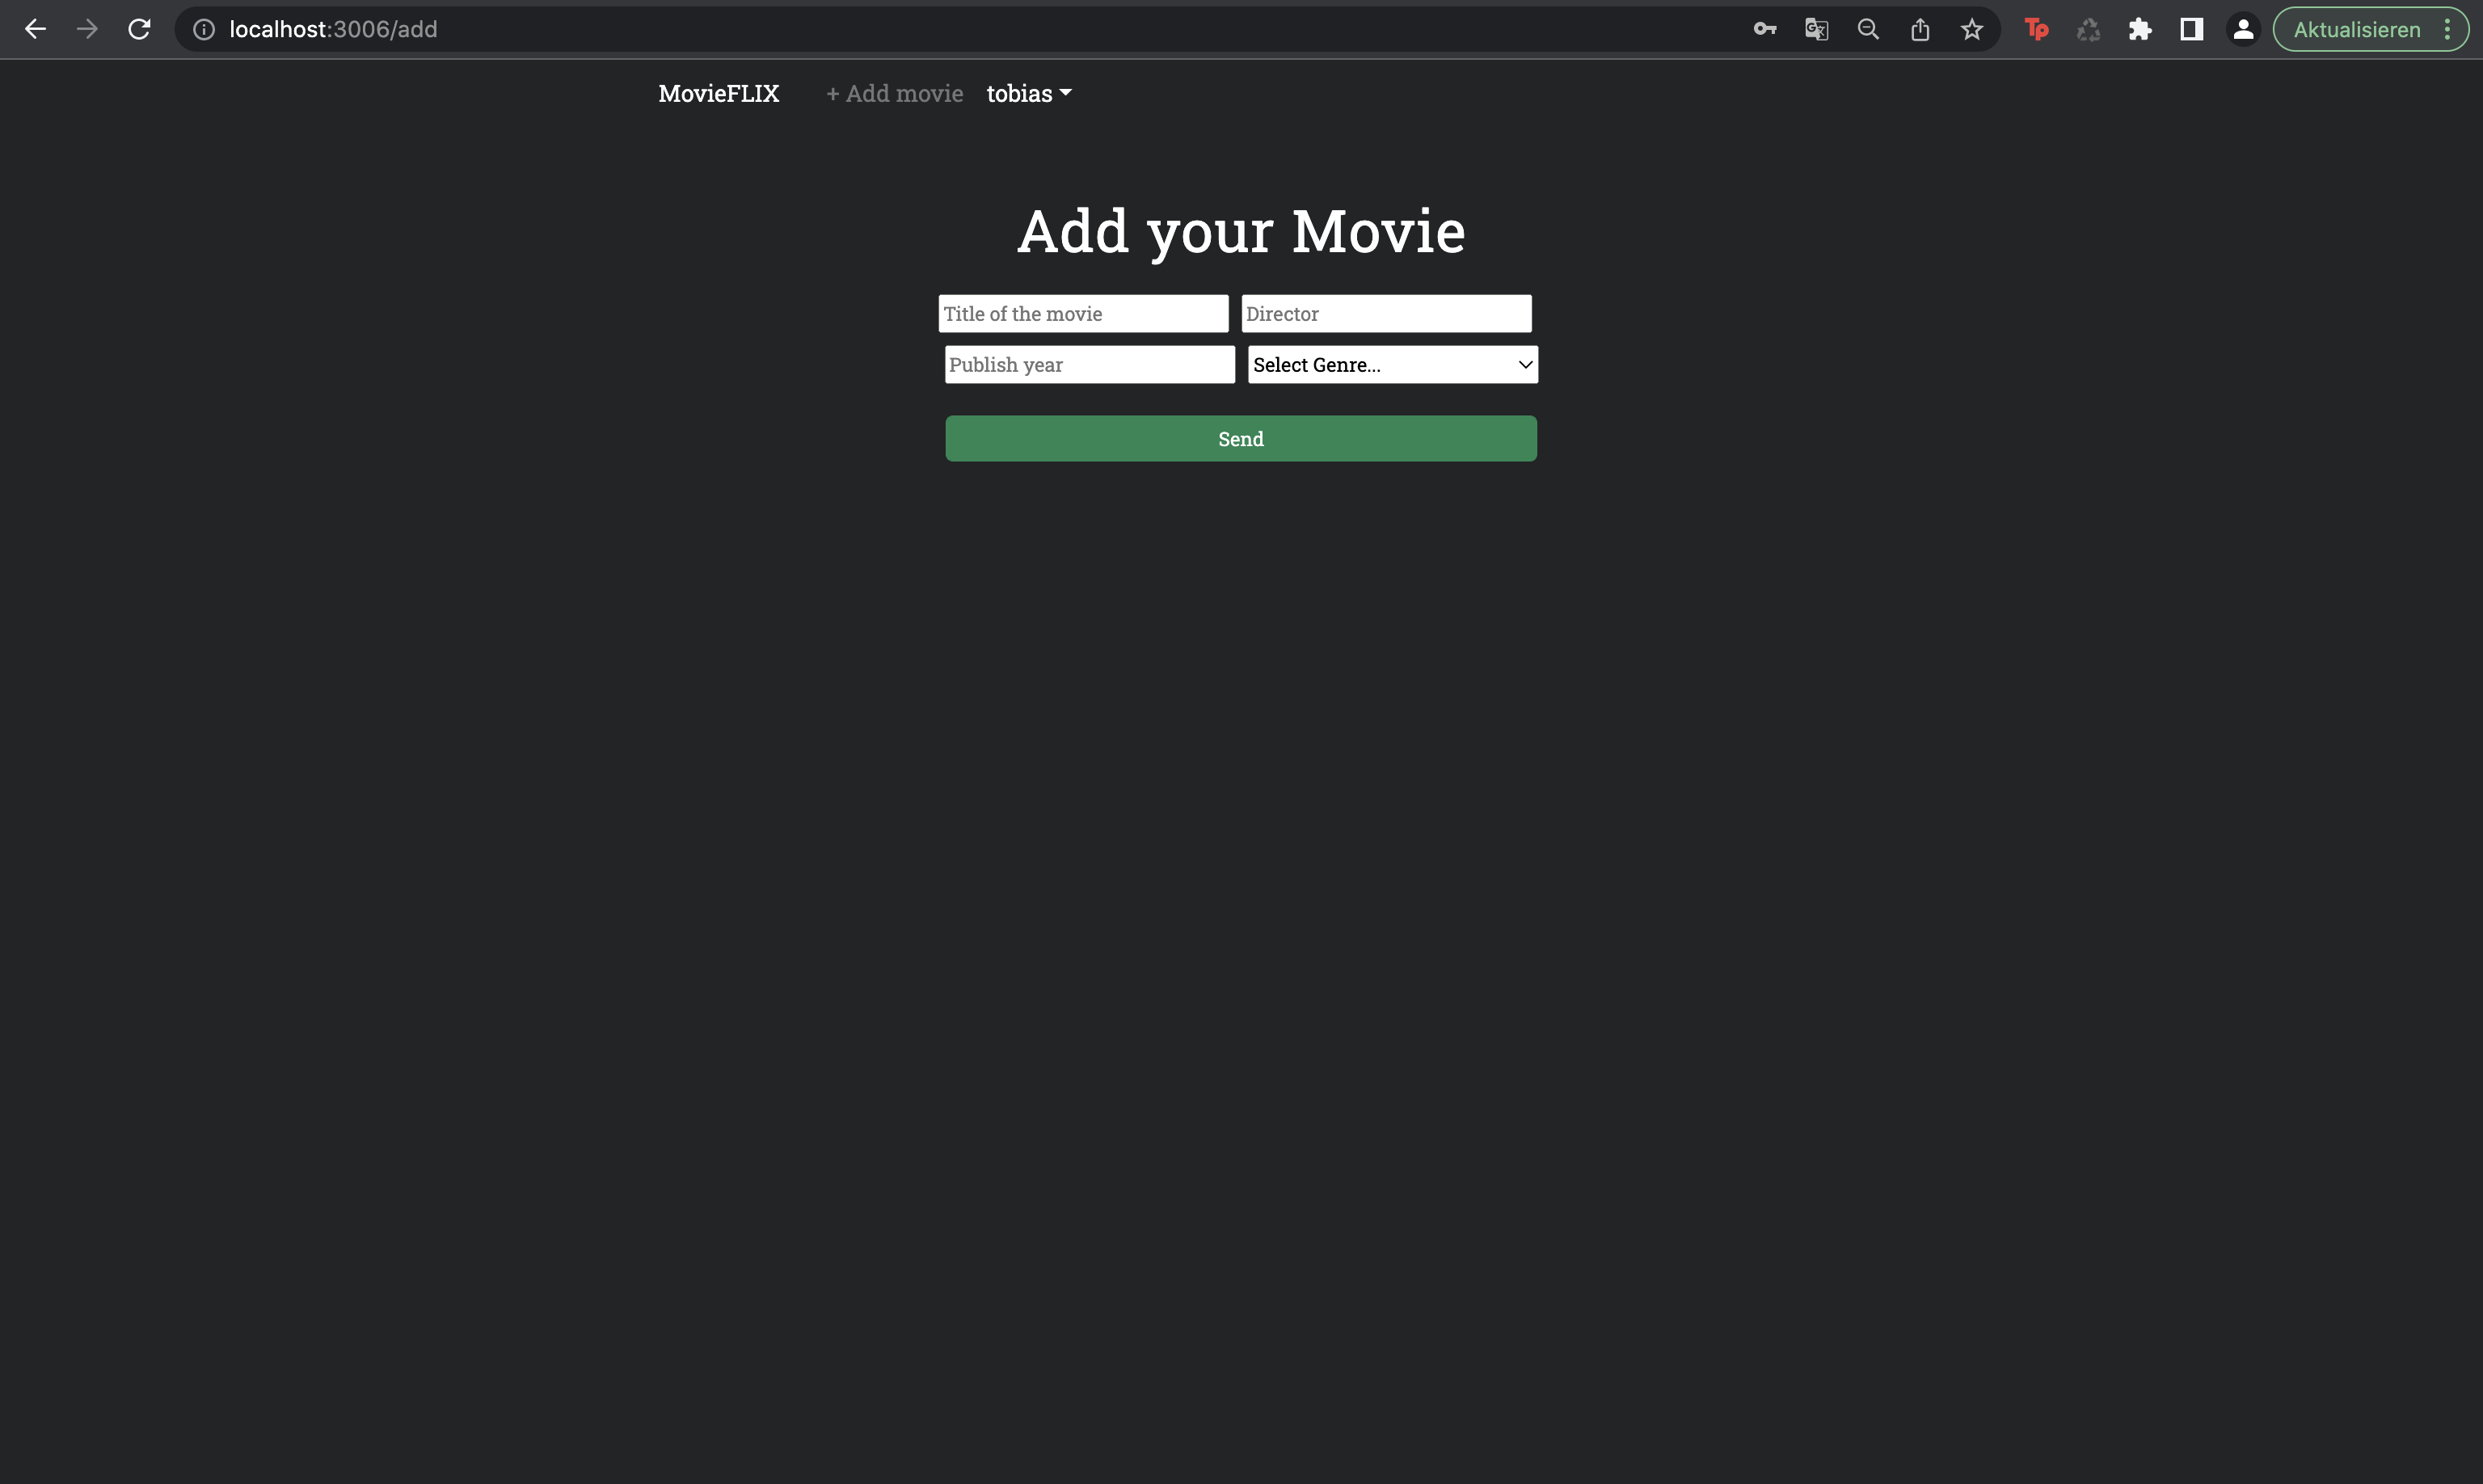 localhost:3006/add
Tp
Aktualisieren
MovieFLIX + Add movie tobias
Add your Movie
Title of the movie Director
Publish year Select Genre...
Send